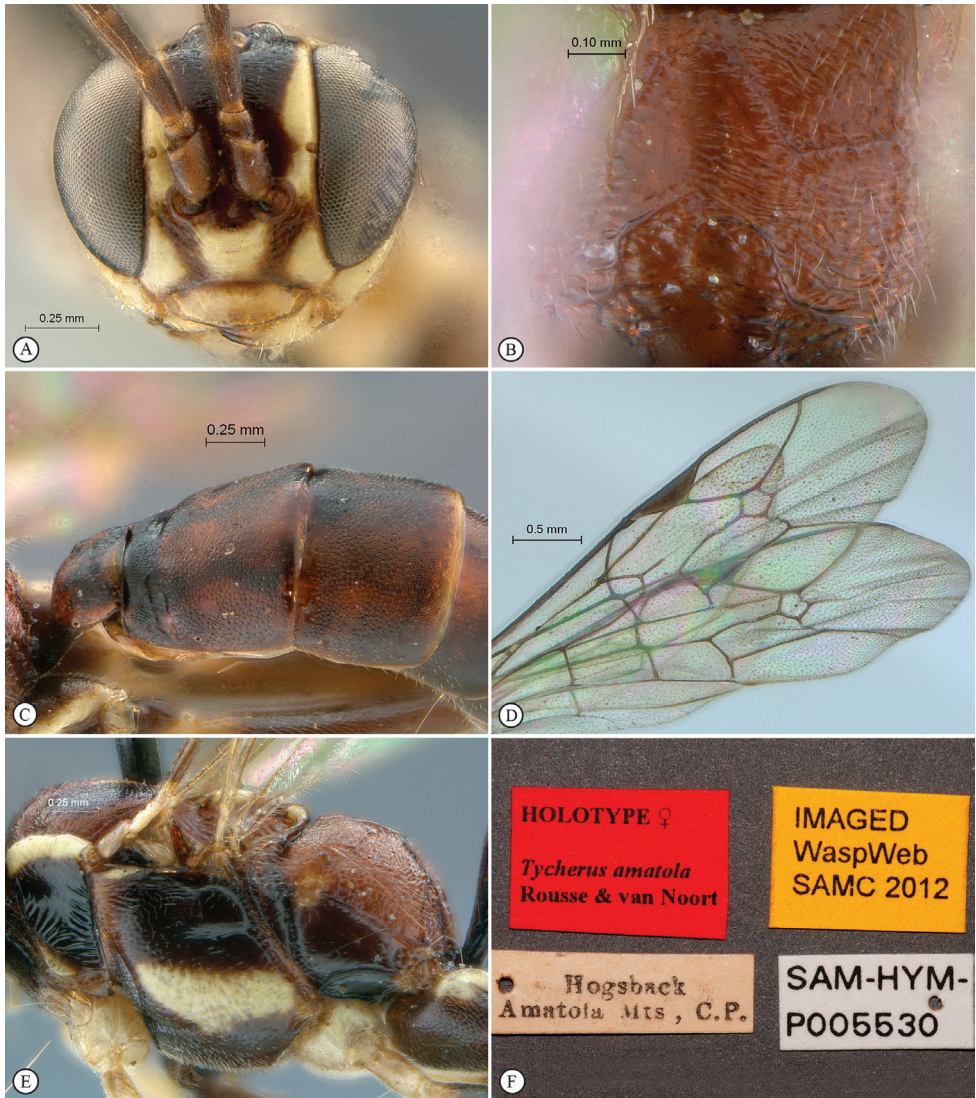 0.25 mm
A
0.10 mm
B
0.25 mm
C
0.5 mm
D
0.25 mm
E
HOLOTYPE ♀
Tycherus amatola
Rousse & van Noort
IMAGED
WaspWeb
SAMC 2012
Hogsback
Amatola Mts, C.P.
SAM-HYM-
P005530
F